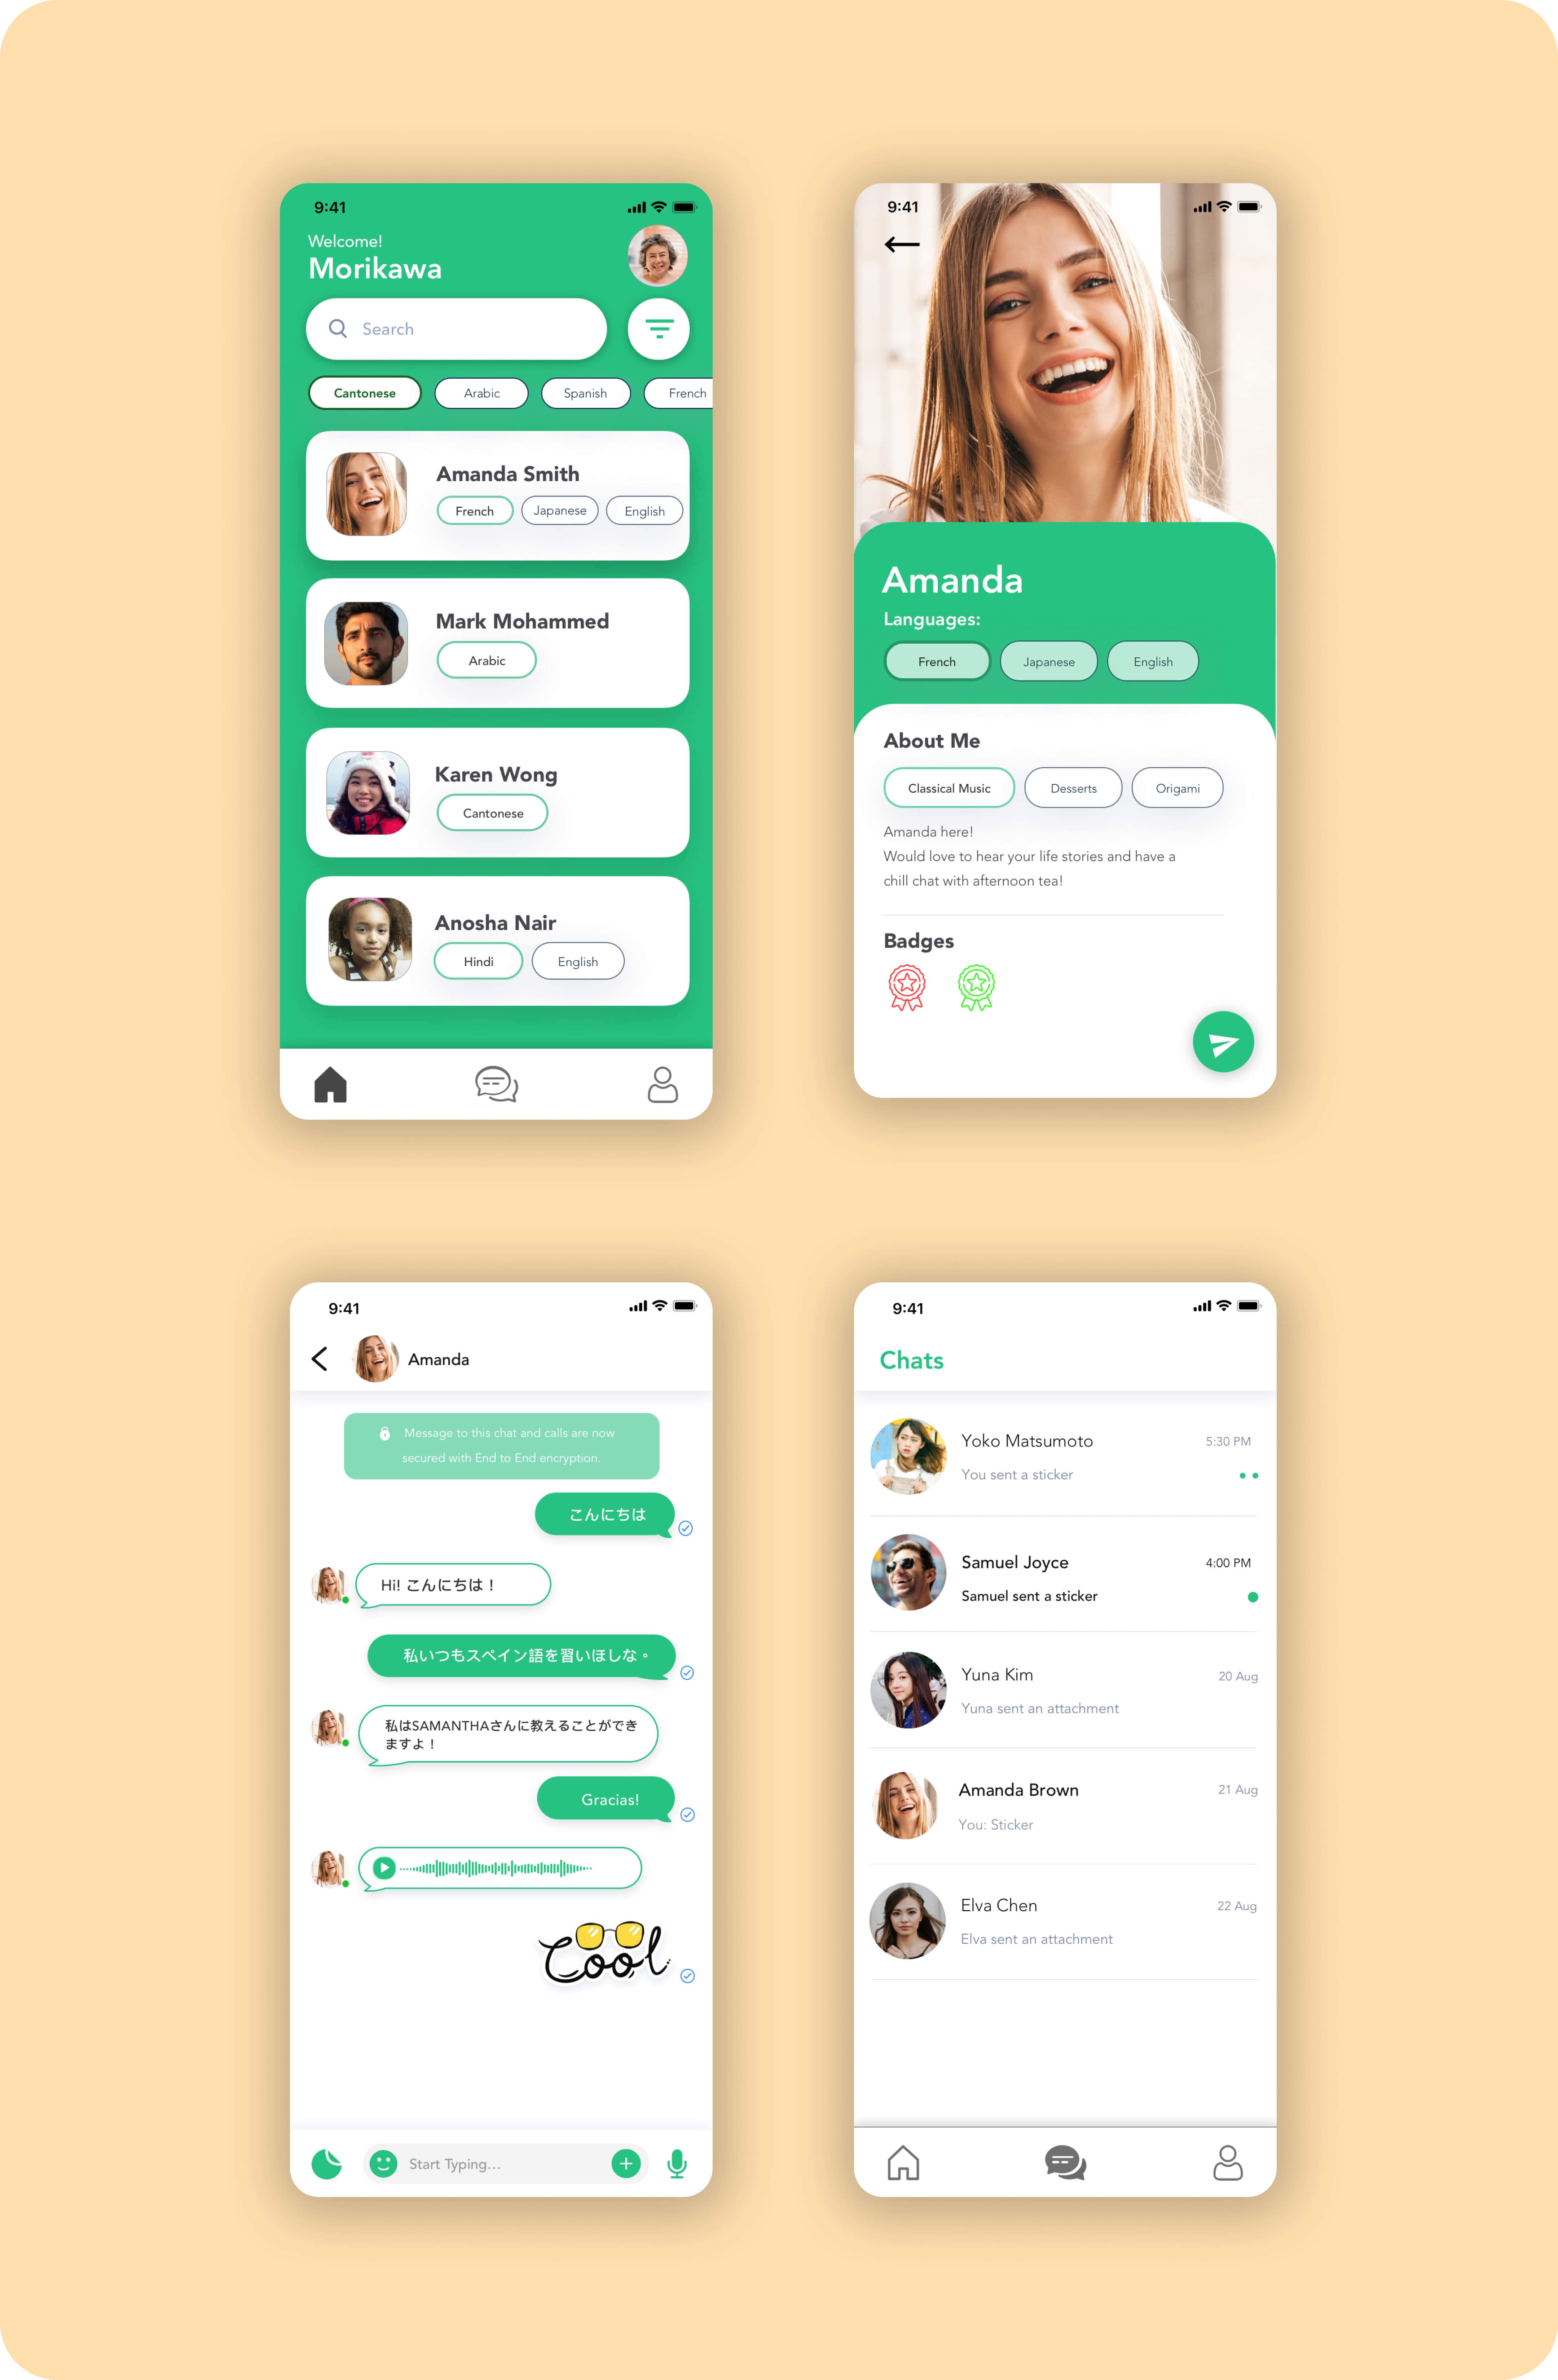 9:41
Welcome!
Morikawa
Search
Cantonese
Arabic
Spanish
French
Amanda Smith
French
Japanese
English
Mark Mohammed
Arabic
Karen Wong
Cantonese
Anosha Nair
Hindi
English
9:41
Amanda
Languages:
French
Japanese
English
About Me
Classical Music
Desserts
Origami
Amanda here!
Would love to hear your life stories and have a
chill chat with afternoon tea!
Badges
9:41
Amanda
Message to this chat and calls are now
secured with End to End encryption.
こんにちは
Hi! こんにちは！
私いつもスペイン語を習いほしな。
私はSAMANTHAさんに教えることができ
ますよ！
Gracias!
Cool
Start Typing...
9:41
Chats
Yoko Matsumoto
5:30 PM
You sent a sticker
Samuel Joyce
4:00 PM
Samuel sent a sticker
Yuna Kim
20 Aug
Yuna sent an attachment
Amanda Brown
21 Aug
You: Sticker
Elva Chen
22 Aug
Elva sent an attachment